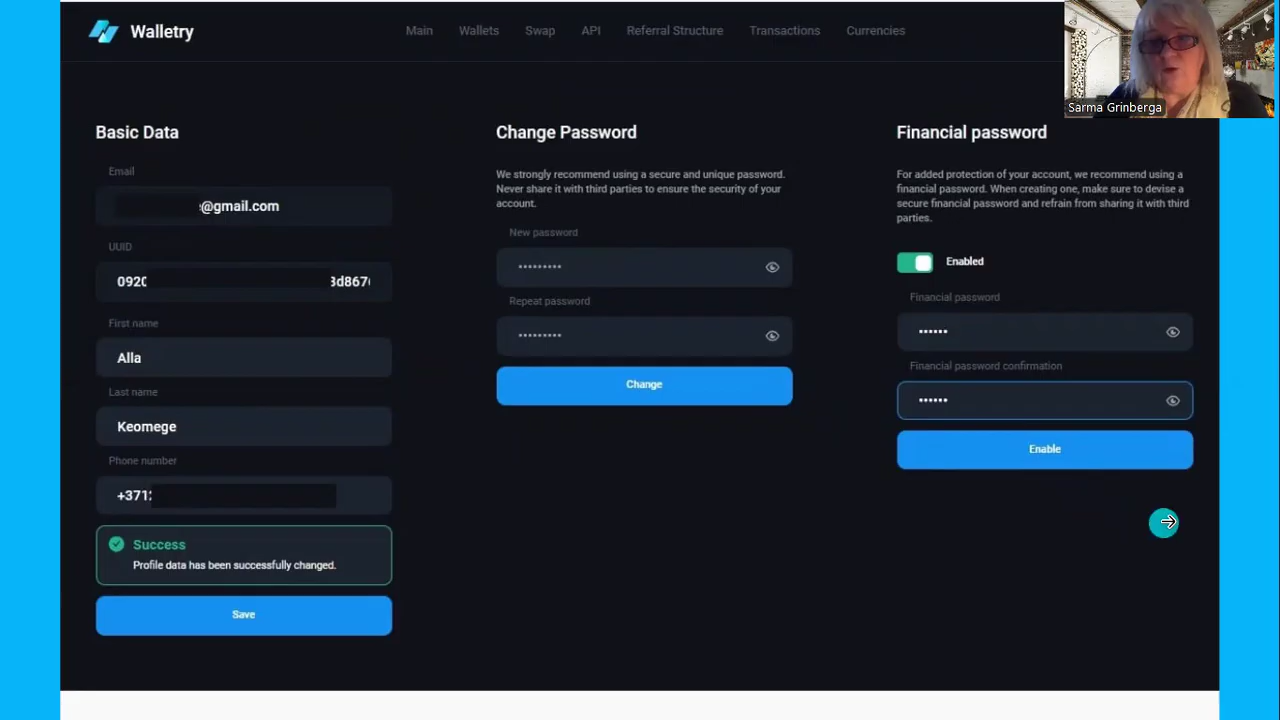 Walletry
Main
Wallets
Swap
API
Referral Structure
Transactions
Currencies
Sarma Grinberga
Basic Data
Email
@gmail.com
UUID
0920
3d867
First name
Alla
Last name
Keomege
Phone number
+371
Success
Profile data has been successfully changed.
Save
Change Password
We strongly recommend using a secure and unique password.
Never share it with third parties to ensure the security of your
account.
New password
•••••••••
Repeat password
•••••••••
Change
Financial password
For added protection of your account, we recommend using a
financial password. When creating one, make sure to devise a
secure financial password and refrain from sharing it with third
parties.
Enabled
Financial password
••••••
Financial password confirmation
••••••
Enable